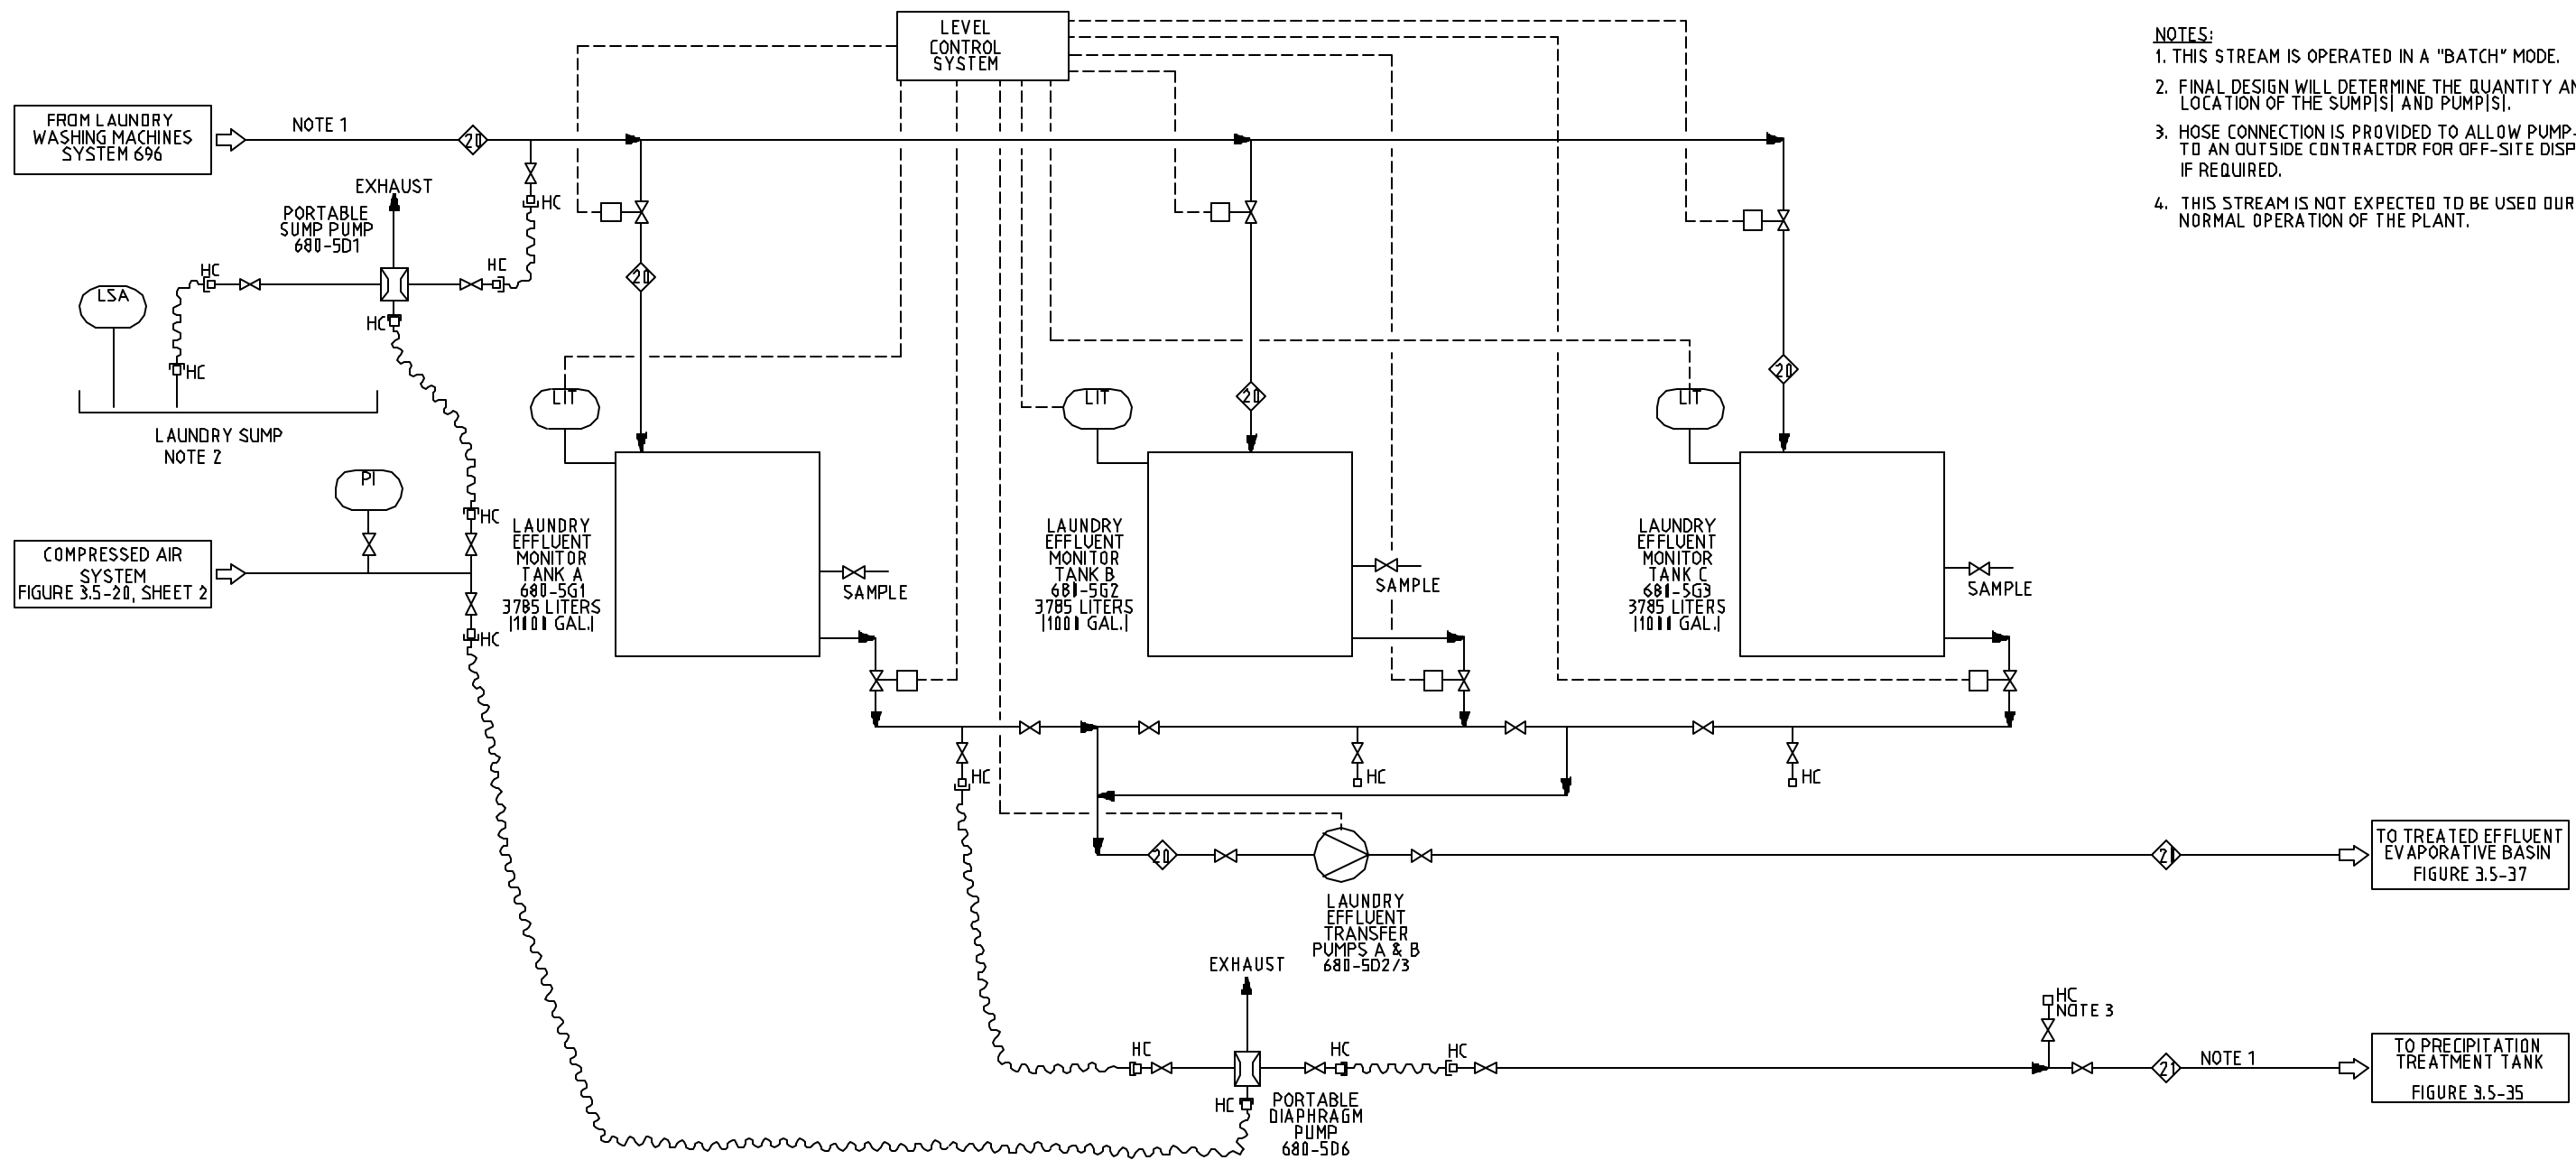 LEVEL
CONTROL
SYSTEM
NOTES:
1. THIS STREAM IS OPERATED IN A "BATCH" MODE.
2. FINAL DESIGN WILL DETERMINE THE QUANTITY
LOCATION OF THE SUMP|S| AND PUMP|S|.
3. HOSE CONNECTION IS PROVIDED TO ALLOW PUMP-
TO AN OUTSIDE CONTRACTOR FOR OFF-SITE
IF REQUIRED.
4. THIS STREAM IS NOT EXPECTED TO BE USED
NORMAL OPERATION OF THE PLANT.
FROM LAUNDRY
WASHING MACHINES
SYSTEM 696
NOTE 1
20
EXHAUST
HC
PORTABLE
SUMP PUMP
680-5D1
HC
HC
HC
LSA
HC
LAUNDRY SUMP
NOTE 2
20
20
20
LIT
LIT
LIT
PI
HC
COMPRESSED AIR
SYSTEM
FIGURE 3.5-20, SHEET 2
HC
LAUNDRY
EFFLUENT
MONITOR
TANK A
680-5G1
3785 LITERS
|1000 GAL.|
SAMPLE
LAUNDRY
EFFLUENT
MONITOR
TANK B
680-5G2
3785 LITERS
|1000 GAL.|
SAMPLE
LAUNDRY
EFFLUENT
MONITOR
TANK C
680-5G3
3785 LITERS
|1000 GAL.|
SAMPLE
HC
HC
HC
20
LAUNDRY
EFFLUENT
TRANSFER
PUMPS A & B
680-5D2/3
TO TREATED EFFLUENT
EVAPORATIVE BASIN
FIGURE 3.5-37
EXHAUST
HC
HC
HC
HC
PORTABLE
DIAPHRAGM
PUMP
680-5D6
HC
NOTE 3
21
NOTE 1
TO PRECIPITATION
TREATMENT TANK
FIGURE 3.5-35